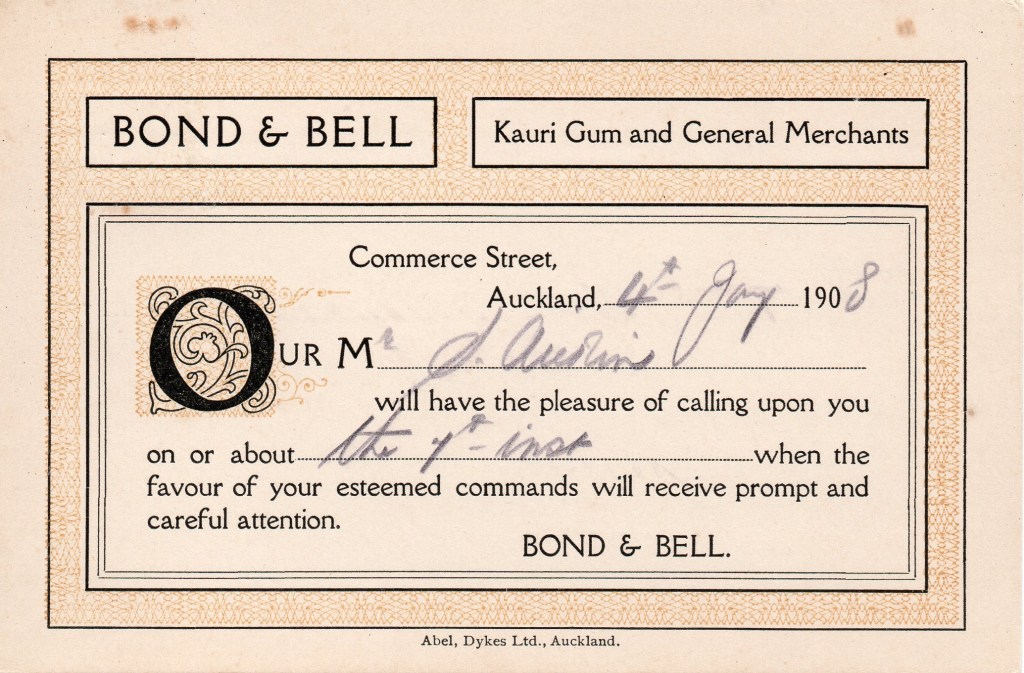 BOND & BELL
Kauri Gum and General Merchants
Commerce Street,
Auckland, 4th Jany 1908
OUR Mr S. Austin
will have the pleasure of calling upon you
on or about the 7th inst when the
favour of your esteemed commands will receive prompt and
careful attention.
BOND & BELL.
Abel, Dykes Ltd., Auckland.